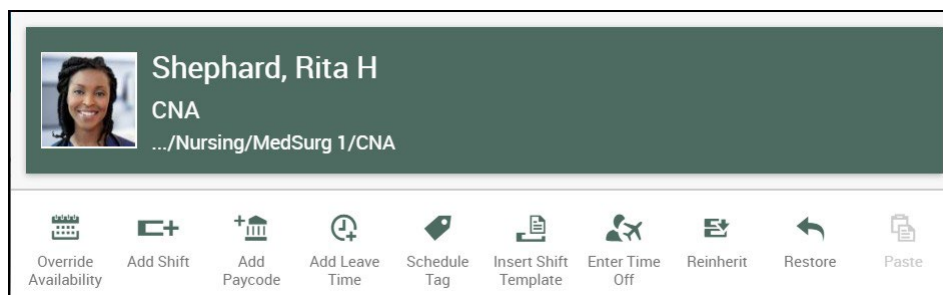 Shephard, Rita H
CNA
.../Nursing/MedSurg 1/CNA
Override Availability
Add Shift
Add Paycode
Add Leave Time
Schedule Tag
Insert Shift Template
Enter Time Off
Reinherit
Restore
Paste